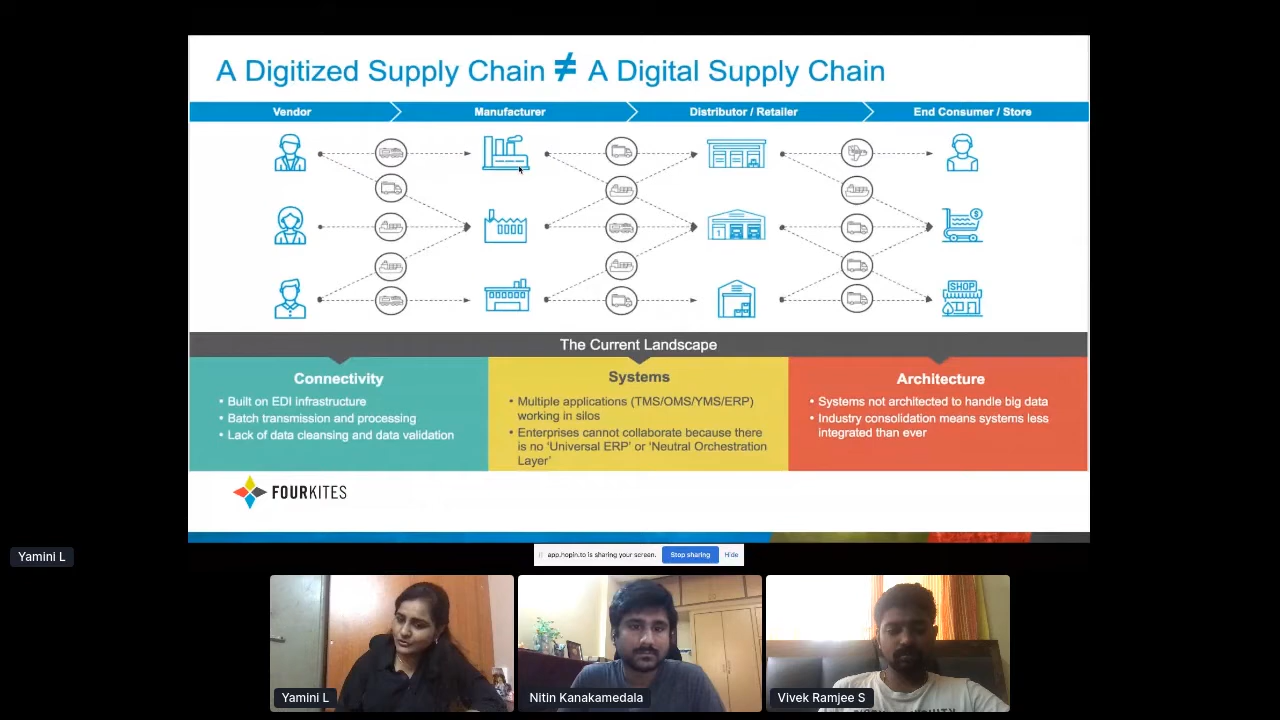 A Digitized Supply Chain ≠ A Digital Supply Chain
Vendor
Manufacturer
Distributor / Retailer
End Consumer / Store
$
1
SHOP
The Current Landscape
Connectivity
• Built on EDI infrastructure
• Batch transmission and processing
• Lack of data cleansing and data validation
Systems
• Multiple applications (TMS/OMS/YMS/ERP)
working in silos
• Enterprises cannot collaborate because there
is no ‘Universal ERP’ or ‘Neutral Orchestration
Layer’
Architecture
• Systems not architected to handle big data
• Industry consolidation means systems less
integrated than ever
FOURKITES
Yamini L
app.hopin.to is sharing your screen.
Stop sharing
Hide
Yamini L
Nitin Kanakamedala
Vivek Ramjee S